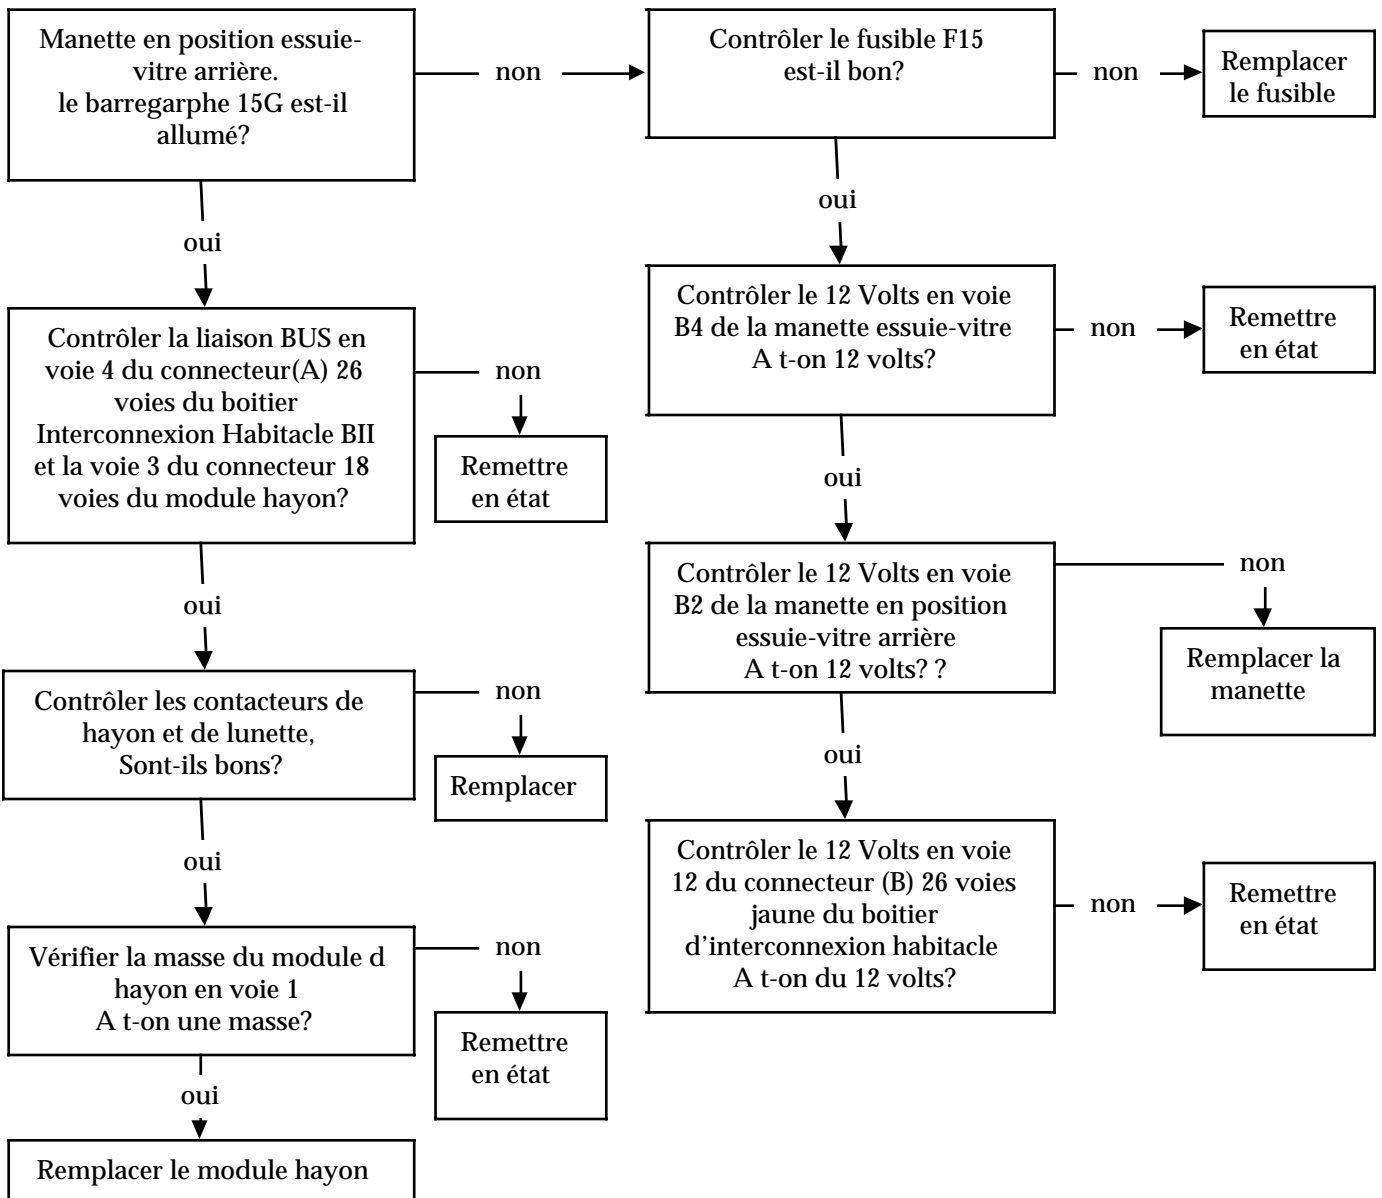 Manette en position essuie-
vitre arrière.
le barregarphe 15G est-il
allumé?
non
Contrôler le fusible F15
est-il bon?
non
Remplacer
le fusible
oui
oui
Contrôler la liaison BUS en
voie 4 du connecteur(A) 26
voies du boitier
Interconnexion Habitacle BII
et la voie 3 du connecteur 18
voies du module hayon?
non
Remettre
en état
Contrôler le 12 Volts en voie
B4 de la manette essuie-vitre
A t-on 12 volts?
non
Remettre
en état
oui
oui
Contrôler le 12 Volts en voie
B2 de la manette en position
essuie-vitre arrière
A t-on 12 volts? ?
non
Remplacer la
manette
Contrôler les contacteurs de
hayon et de lunette,
Sont-ils bons?
non
Remplacer
oui
oui
Contrôler le 12 Volts en voie
12 du connecteur (B) 26 voies
jaune du boitier
d'interconnexion habitacle
A t-on du 12 volts?
non
Remettre
en état
Vérifier la masse du module d
hayon en voie 1
A t-on une masse?
non
Remettre
en état
oui
Remplacer le module hayon